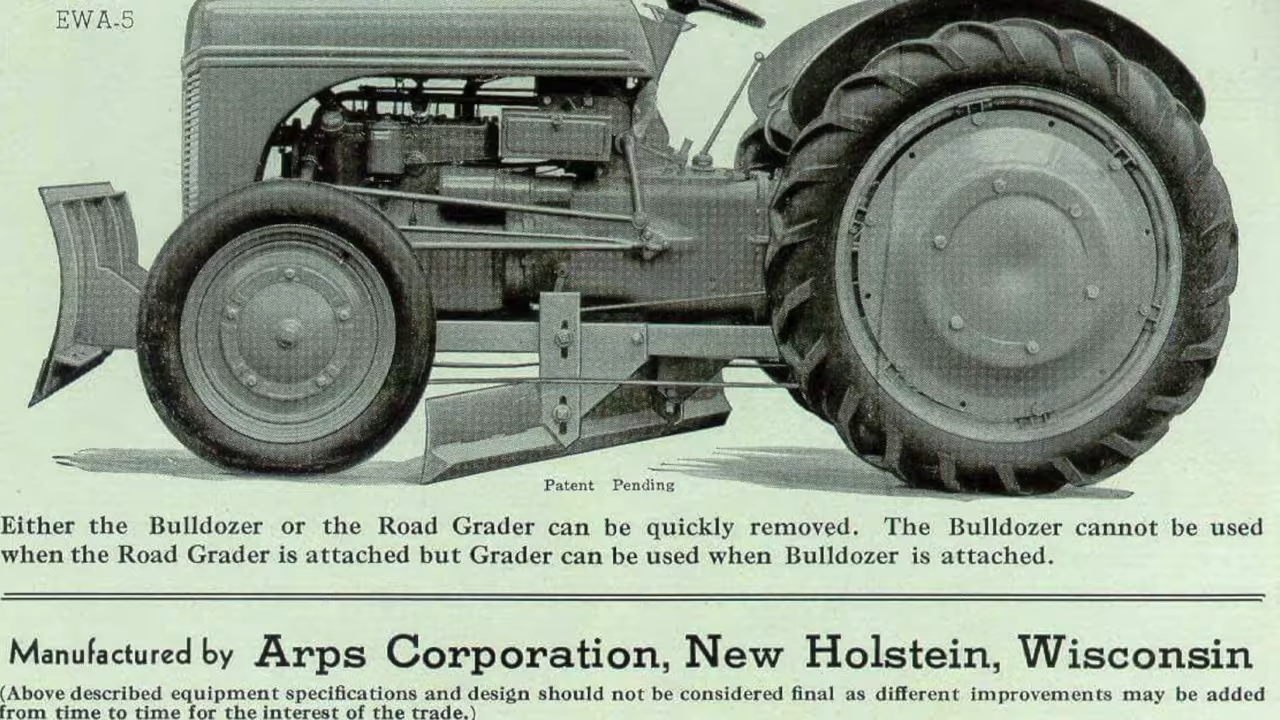 EWA-5
Patent Pending
Either the Bulldozer or the Road Grader can be quickly removed. The Bulldozer cannot be used
when the Road Grader is attached but Grader can be used when Bulldozer is attached.
Manufactured by Arps Corporation, New Holstein, Wisconsin
(Above described equipment specifications and design should not be considered final as different improvements may be added
from time to time for the interest of the trade.)